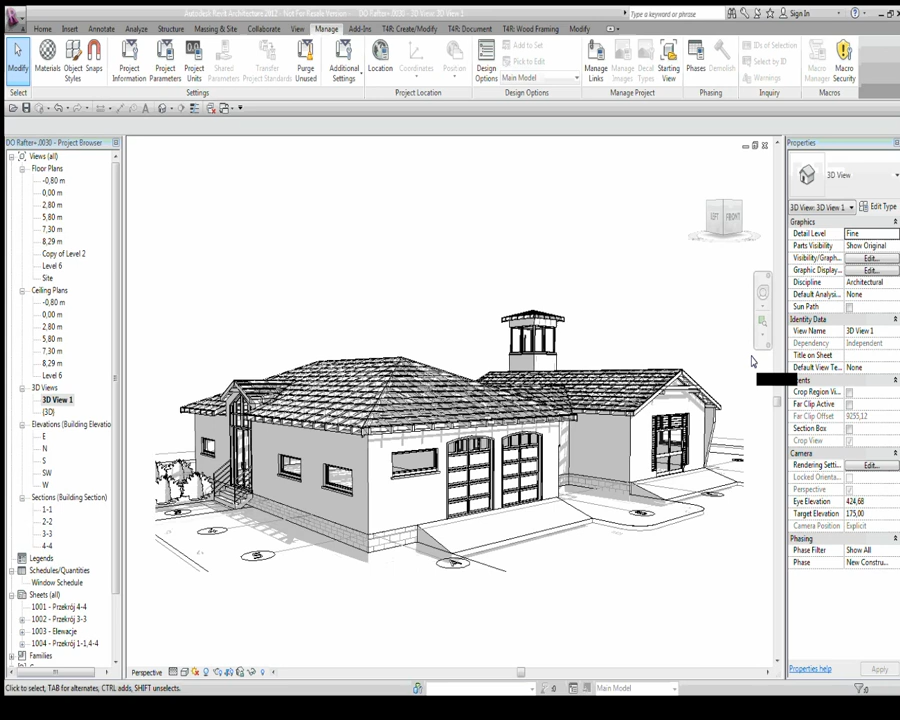 Autodesk Revit Architecture 2012 - Not For Resale Version - DO Rafter+.0030 - 3D View: 3D View 1
Type a keyword or phrase
Sign In
Home Insert Annotate Analyze Structure Massing & Site Collaborate View Manage Add-Ins T4R: Create/Modify T4R: Document T4R: Wood Framing Modify
Modify
Materials
Object Styles
Snaps
Project Information
Project Parameters
Project Units
Shared Parameters
Transfer Project Standards
Purge Unused
Additional Settings
Location
Coordinates
Position
Design Options
Add to Set
Pick to Edit
Main Model
Manage Links
Manage Images
Decal Types
Starting View
Phases
Demolish
IDs of Selection
Select by ID
Warnings
Macro Manager
Macro Security
Select Settings Project Location Design Options Manage Project Phasing Inquiry Macros
DO Rafter+.0030 - Project Browser
Views (all)
Floor Plans
-0,80 m
0,00 m
2,80 m
5,80 m
7,30 m
8,29 m
Copy of Level 2
Level 6
Site
Ceiling Plans
-0,80 m
0,00 m
2,80 m
5,80 m
7,30 m
8,29 m
Level 6
3D Views
3D View 1
{3D}
Elevations (Building Elevatio
E
N
S
SW
W
Sections (Building Section)
1-1
2-2
3-3
4-4
Legends
Schedules/Quantities
Window Schedule
Sheets (all)
1001 - Przekrój 4-4
1002 - Przekrój 3-3
1003 - Elewacje
1004 - Przekrój 1-1,4-4
Families
LEFT FRONT
Perspective
Properties
3D View
3D View: 3D View 1 Edit Type
Graphics
Detail Level Fine
Parts Visibility Show Original
Visibility/Graph... Edit...
Graphic Display... Edit...
Discipline Architectural
Default Analysi... None
Sun Path
Identity Data
View Name 3D View 1
Dependency Independent
Title on Sheet
Default View Te... None
Crop Region Vi...
Far Clip Active
Far Clip Offset 9255,12
Section Box
Crop View
Camera
Rendering Setti... Edit...
Locked Orienta...
Perspective
Eye Elevation 424,68
Target Elevation 175,00
Camera Position Explicit
Phasing
Phase Filter Show All
Phase New Constru...
Properties help Apply
Click to select, TAB for alternates, CTRL adds, SHIFT unselects.
:0
Main Model
:0